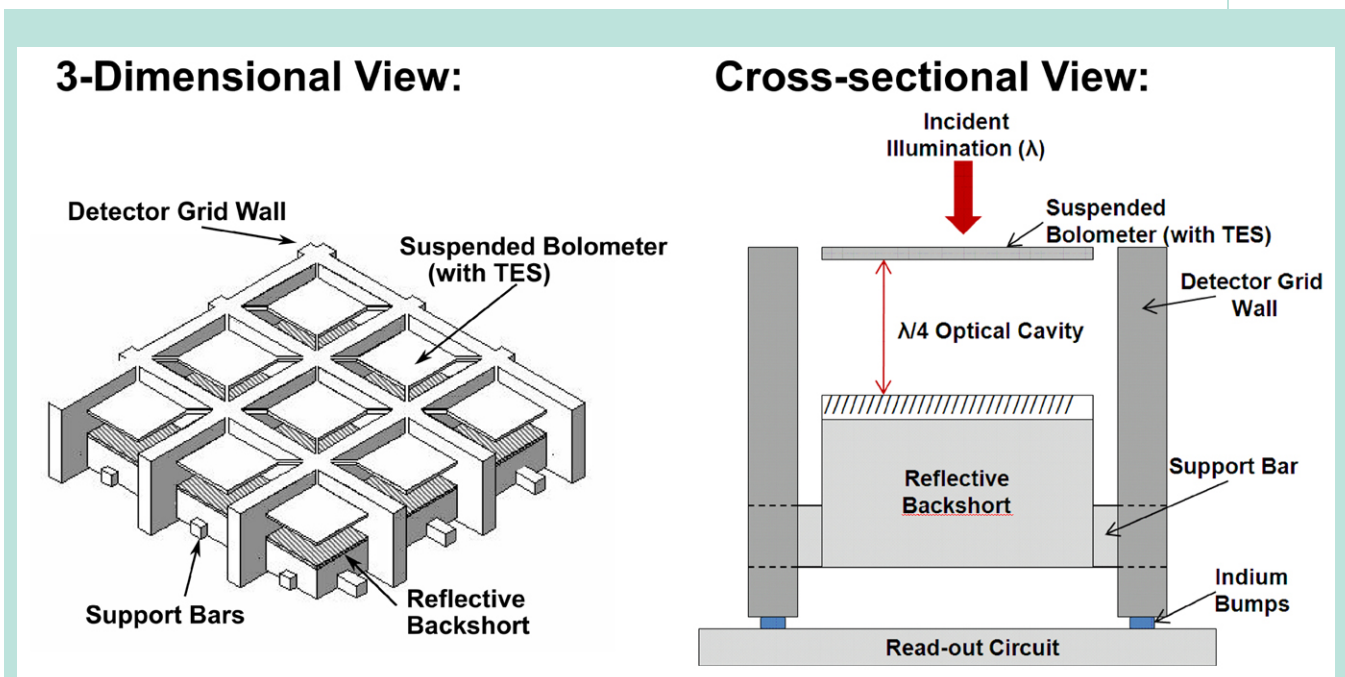 3-Dimensional View:
Detector Grid Wall
Suspended Bolometer
(with TES)
Support Bars
Reflective
Backshort
Cross-sectional View:
Incident
Illumination (λ)
Suspended
Bolometer (with TES)
Detector Grid
Wall
λ/4 Optical Cavity
Reflective
Backshort
Support Bar
Indium
Bumps
Read-out Circuit